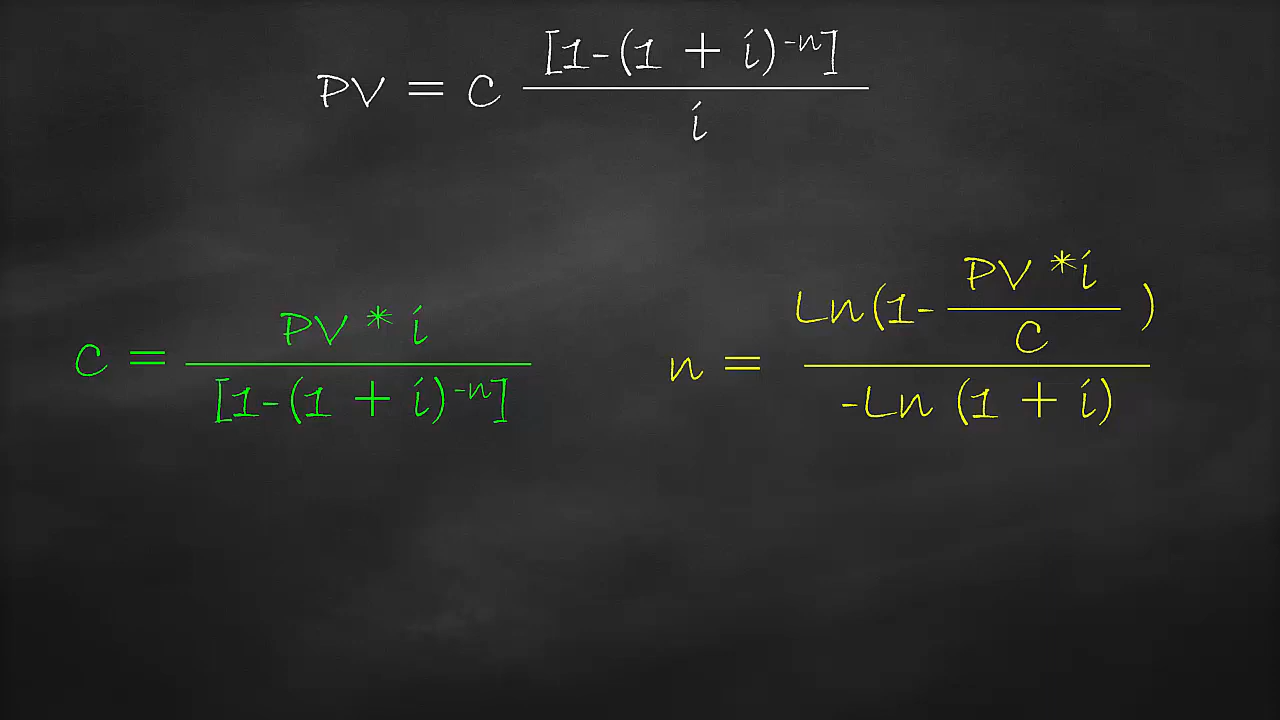 PV = C [1-(1 + i)-n]
i
C = PV * i
[1-(1 + i)-n]
n = Ln(1- PV *i
C )
-Ln (1 + i)